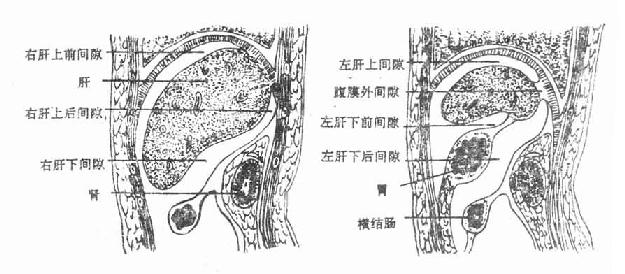 右肝上前间隙
肝
右肝上后间隙
右肝下间隙
肾
左肝上间隙
腹膜外间隙
左肝下前间隙
左肝下后间隙
胃
横结肠